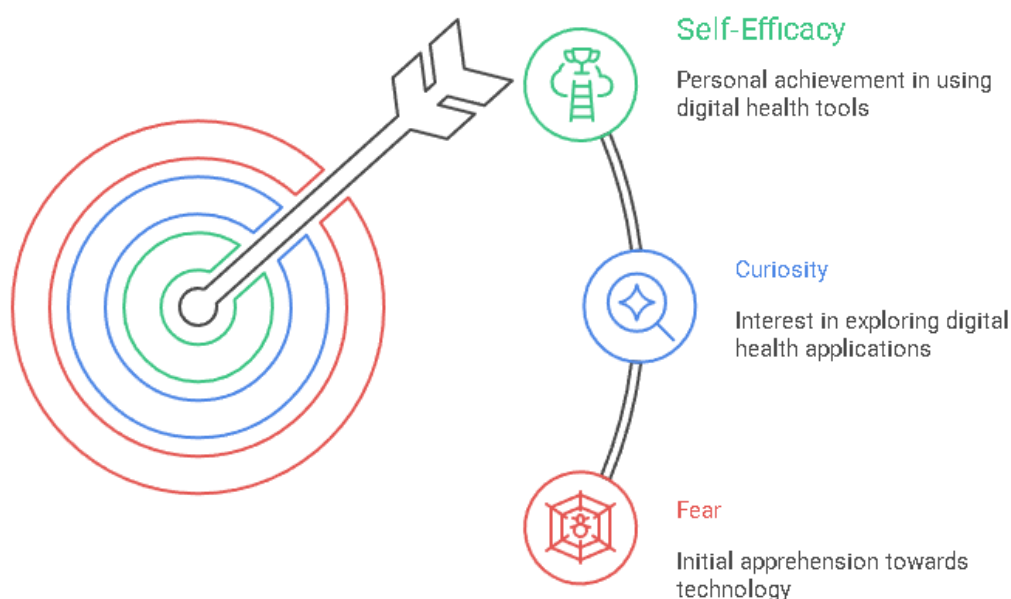 Self-Efficacy
Personal achievement in using
digital health tools
Curiosity
Interest in exploring digital
health applications
Fear
Initial apprehension towards
technology